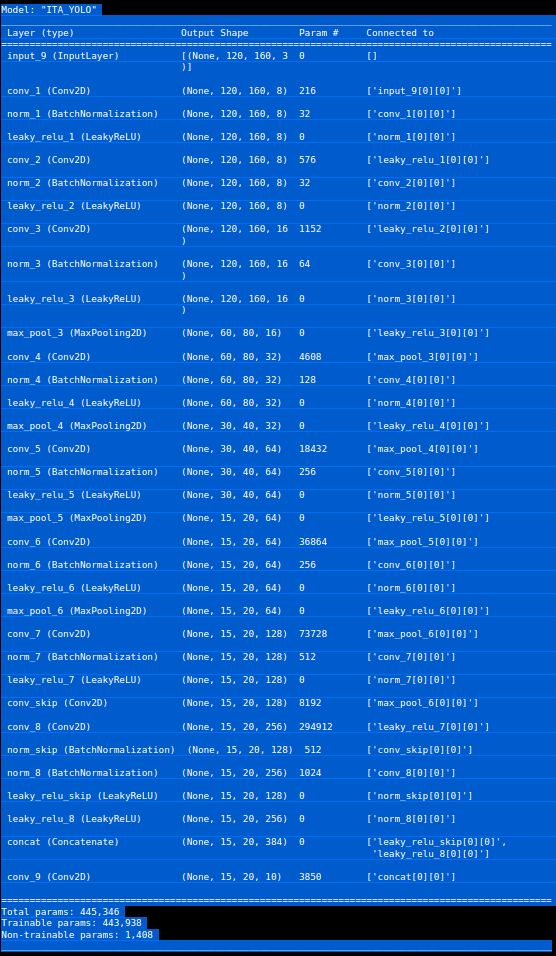 Model: "ITA_YOLO"
Layer (type) Output Shape Param # Connected to
input_9 (InputLayer) [(None, 120, 160, 3 0 []
)]
conv_1 (Conv2D) (None, 120, 160, 8) 216 ['input_9[0][0]']
norm_1 (BatchNormalization) (None, 120, 160, 8) 32 ['conv_1[0][0]']
leaky_relu_1 (LeakyReLU) (None, 120, 160, 8) 0 ['norm_1[0][0]']
conv_2 (Conv2D) (None, 120, 160, 8) 576 ['leaky_relu_1[0][0]']
norm_2 (BatchNormalization) (None, 120, 160, 8) 32 ['conv_2[0][0]']
leaky_relu_2 (LeakyReLU) (None, 120, 160, 8) 0 ['norm_2[0][0]']
conv_3 (Conv2D) (None, 120, 160, 16 1152 ['leaky_relu_2[0][0]']
)
norm_3 (BatchNormalization) (None, 120, 160, 16 64 ['conv_3[0][0]']
)
leaky_relu_3 (LeakyReLU) (None, 120, 160, 16 0 ['norm_3[0][0]']
)
max_pool_3 (MaxPooling2D) (None, 60, 80, 16) 0 ['leaky_relu_3[0][0]']
conv_4 (Conv2D) (None, 60, 80, 32) 4608 ['max_pool_3[0][0]']
norm_4 (BatchNormalization) (None, 60, 80, 32) 128 ['conv_4[0][0]']
leaky_relu_4 (LeakyReLU) (None, 60, 80, 32) 0 ['norm_4[0][0]']
max_pool_4 (MaxPooling2D) (None, 30, 40, 32) 0 ['leaky_relu_4[0][0]']
conv_5 (Conv2D) (None, 30, 40, 64) 18432 ['max_pool_4[0][0]']
norm_5 (BatchNormalization) (None, 30, 40, 64) 256 ['conv_5[0][0]']
leaky_relu_5 (LeakyReLU) (None, 30, 40, 64) 0 ['norm_5[0][0]']
max_pool_5 (MaxPooling2D) (None, 15, 20, 64) 0 ['leaky_relu_5[0][0]']
conv_6 (Conv2D) (None, 15, 20, 64) 36864 ['max_pool_5[0][0]']
norm_6 (BatchNormalization) (None, 15, 20, 64) 256 ['conv_6[0][0]']
leaky_relu_6 (LeakyReLU) (None, 15, 20, 64) 0 ['norm_6[0][0]']
max_pool_6 (MaxPooling2D) (None, 15, 20, 64) 0 ['leaky_relu_6[0][0]']
conv_7 (Conv2D) (None, 15, 20, 128) 73728 ['max_pool_6[0][0]']
norm_7 (BatchNormalization) (None, 15, 20, 128) 512 ['conv_7[0][0]']
leaky_relu_7 (LeakyReLU) (None, 15, 20, 128) 0 ['norm_7[0][0]']
conv_skip (Conv2D) (None, 15, 20, 128) 8192 ['max_pool_6[0][0]']
conv_8 (Conv2D) (None, 15, 20, 256) 294912 ['leaky_relu_7[0][0]']
norm_skip (BatchNormalization) (None, 15, 20, 128) 512 ['conv_skip[0][0]']
norm_8 (BatchNormalization) (None, 15, 20, 256) 1024 ['conv_8[0][0]']
leaky_relu_skip (LeakyReLU) (None, 15, 20, 128) 0 ['norm_skip[0][0]']
leaky_relu_8 (LeakyReLU) (None, 15, 20, 256) 0 ['norm_8[0][0]']
concat (Concatenate) (None, 15, 20, 384) 0 ['leaky_relu_skip[0][0]',
'leaky_relu_8[0][0]']
conv_9 (Conv2D) (None, 15, 20, 10) 3850 ['concat[0][0]']
Total params: 445,346
Trainable params: 443,938
Non-trainable params: 1,408